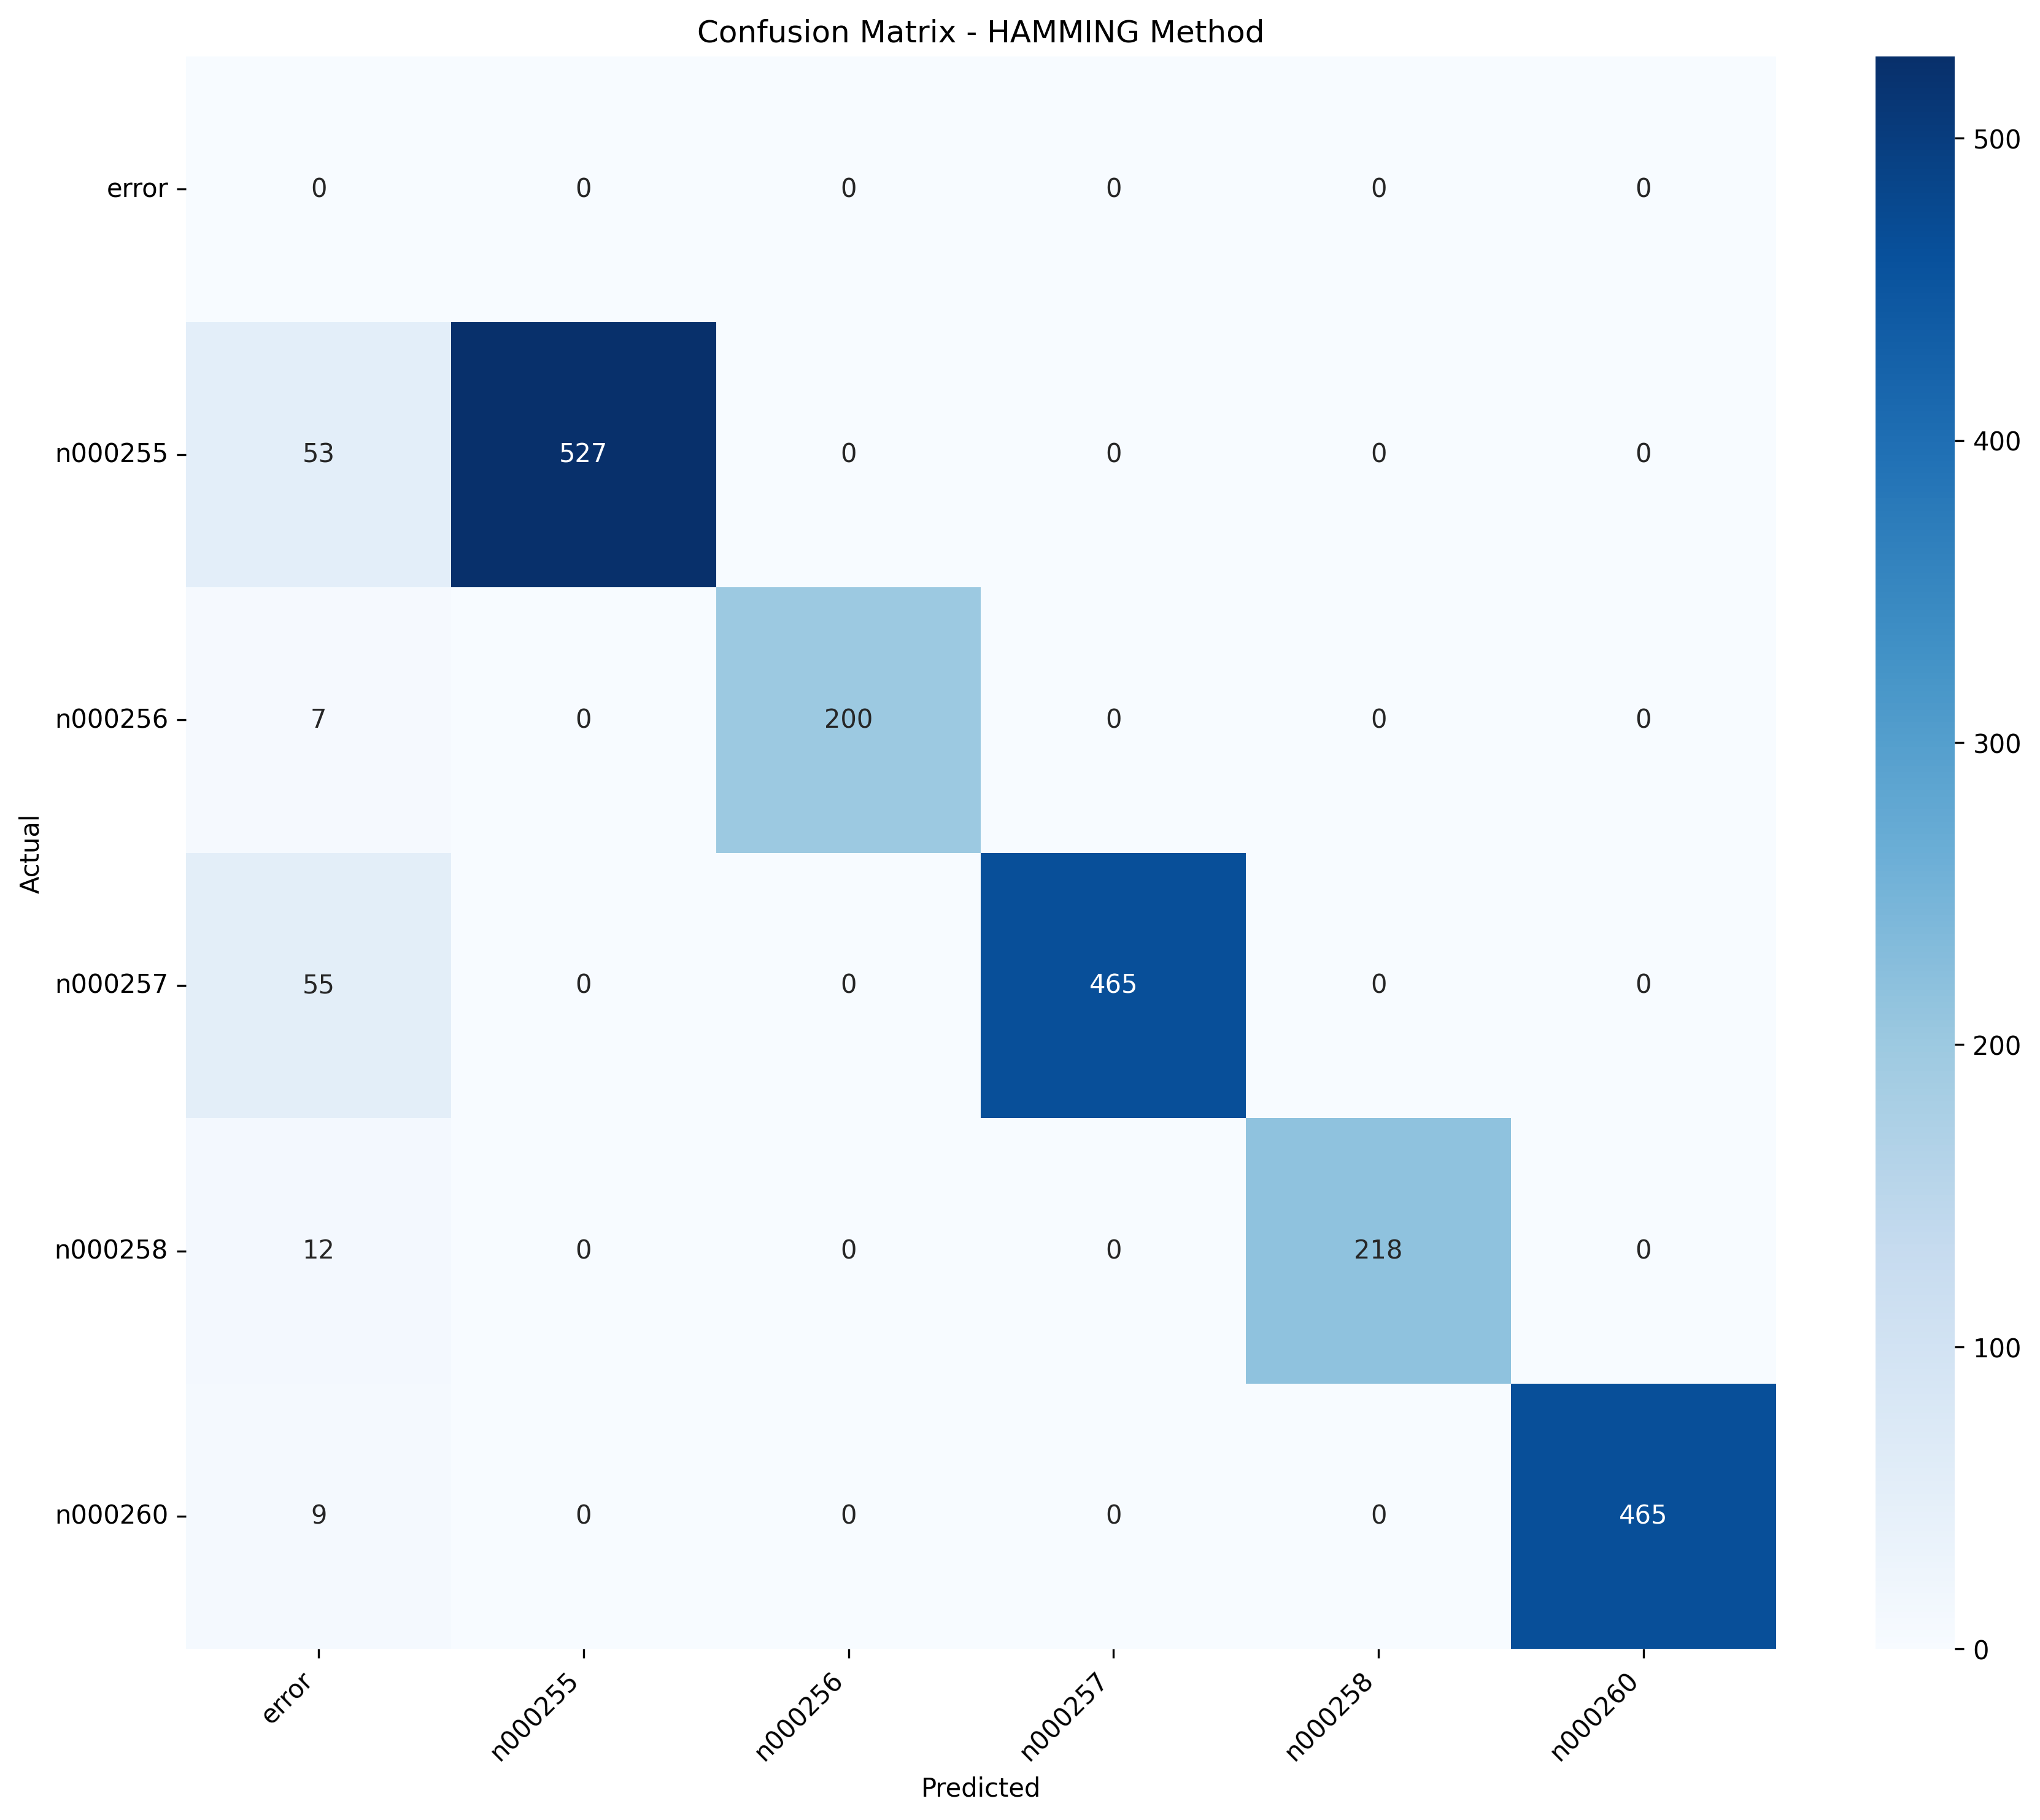 Confusion Matrix - HAMMING Method
Actual
error 0 0 0 0 0 0
n000255 53 527 0 0 0 0
n000256 7 0 200 0 0 0
n000257 55 0 0 465 0 0
n000258 12 0 0 0 218 0
n000260 9 0 0 0 0 465
error n000255 n000256 n000257 n000258 n000260
Predicted
500
400
300
200
100
0